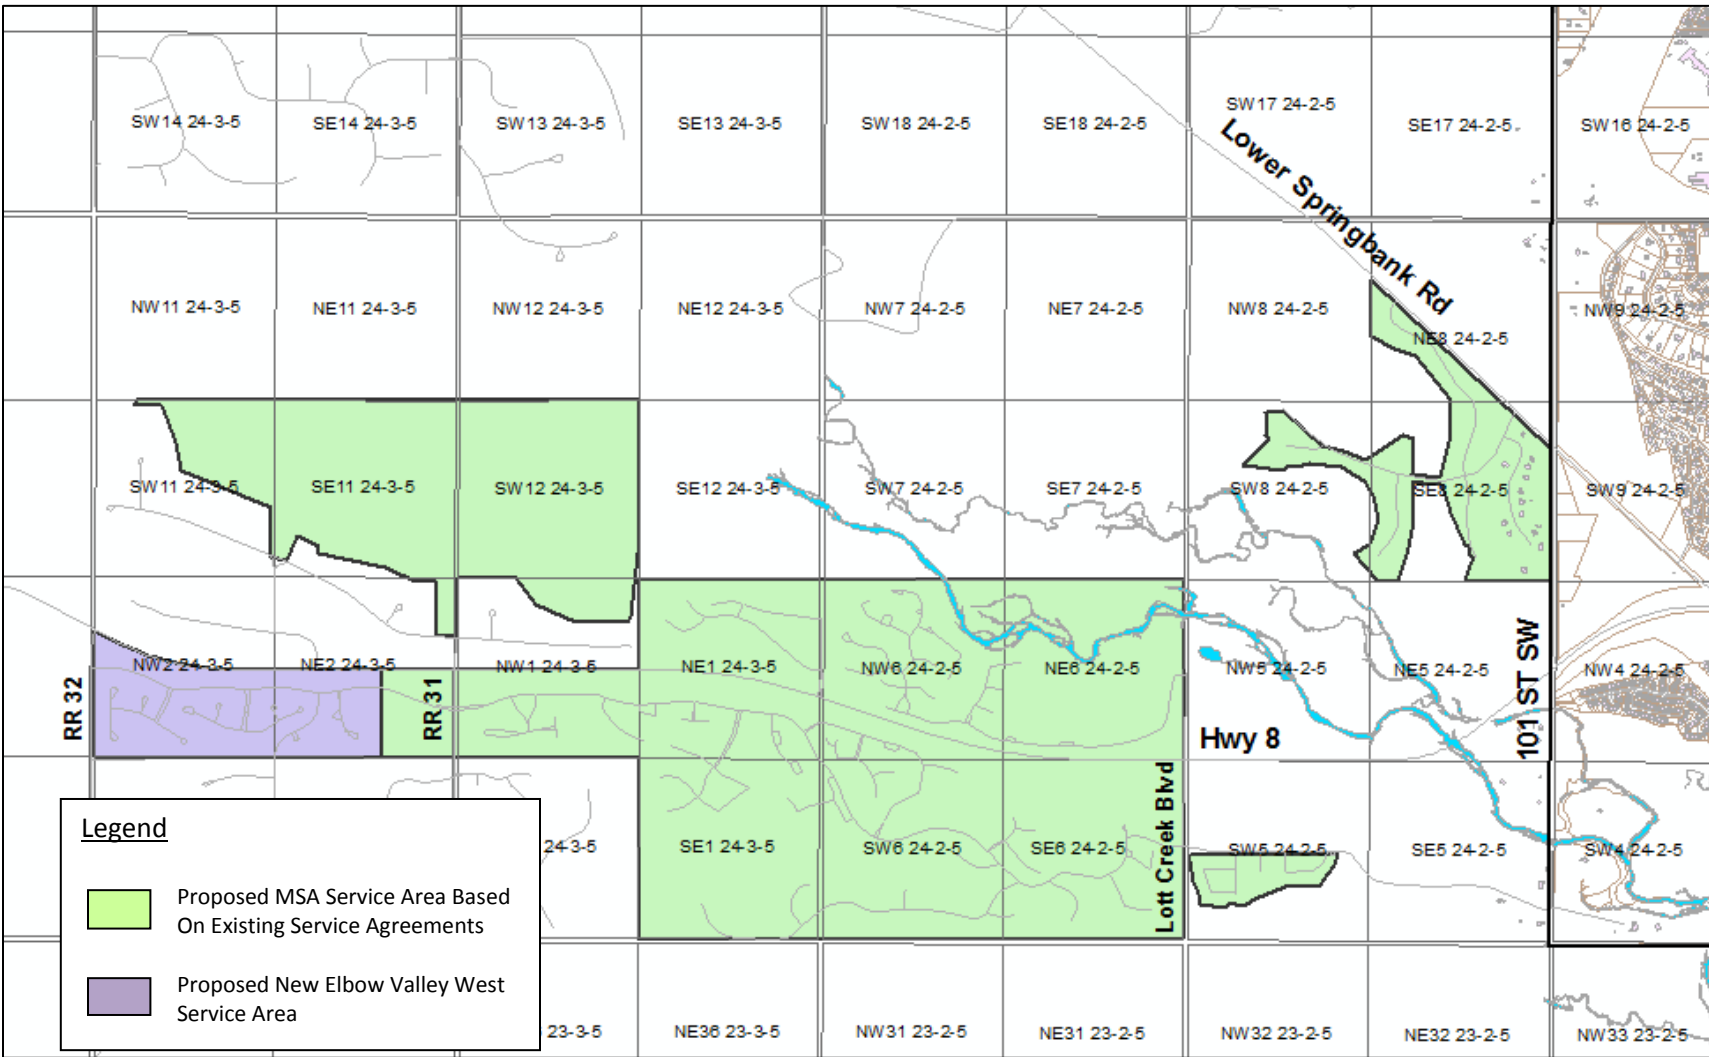 SW14 24-3-5
SE14 24-3-5
SW13 24-3-5
SE13 24-3-5
SW18 24-2-5
SE18 24-2-5
SW17 24-2-5
SE17 24-2-5
SW16 24-2-5
Lower Springbank Rd
NW11 24-3-5
NE11 24-3-5
NW12 24-3-5
NE12 24-3-5
NW7 24-2-5
NE7 24-2-5
NW8 24-2-5
NE8 24-2-5
NW9 24-2-5
SW11 24-3-5
SE11 24-3-5
SW12 24-3-5
SE12 24-3-5
SW7 24-2-5
SE7 24-2-5
SW8 24-2-5
SE8 24-2-5
SW9 24-2-5
RR 32
NW2 24-3-5
NE2 24-3-5
RR 31
NW1 24-3-5
NE1 24-3-5
NW6 24-2-5
NE6 24-2-5
NW5 24-2-5
NE5 24-2-5
101 ST SW
NW4 24-2-5
Hwy 8
Lott Creek Blvd
24-3-5
SE1 24-3-5
SW6 24-2-5
SE6 24-2-5
SW5 24-2-5
SE5 24-2-5
SW4 24-2-5
Legend
Proposed MSA Service Area Based
On Existing Service Agreements
Proposed New Elbow Valley West
Service Area
23-3-5
NE36 23-3-5
NW31 23-2-5
NE31 23-2-5
NW32 23-2-5
NE32 23-2-5
NW33 23-2-5